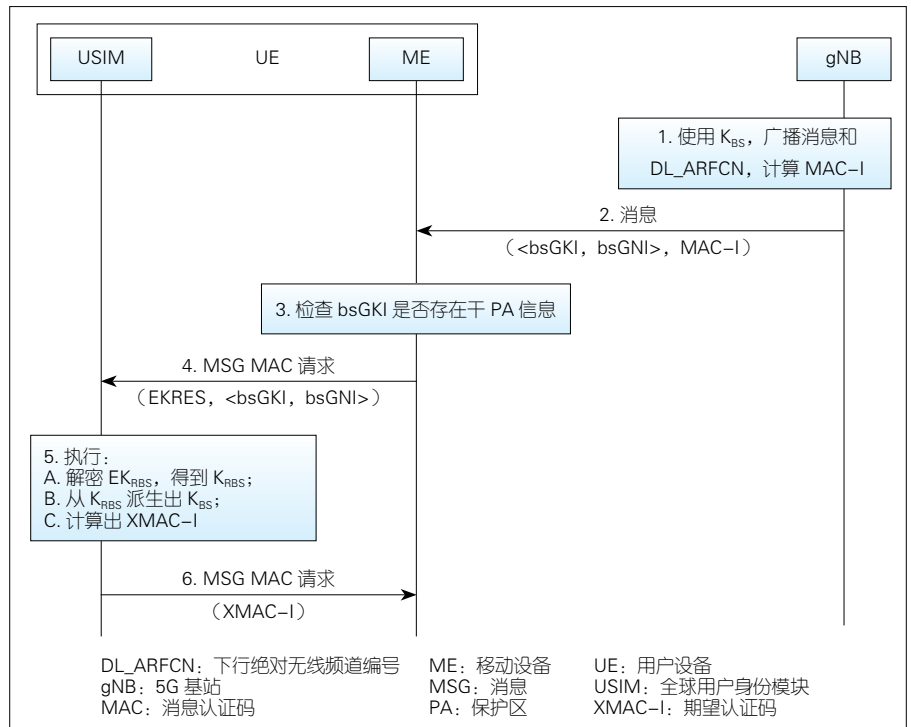 USIM UE ME gNB
1. 使用 K_BS，广播消息和
DL_ARFCN，计算 MAC-I
2. 消息
（<bsGKI，bsGNI>，MAC-I）
3. 检查 bsGKI 是否存在于 PA 信息
4. MSG MAC 请求
（EKRES，<bsGKI，bsGNI>）
5. 执行：
A. 解密 EK_RBS，得到 K_RBS；
B. 从 K_RBS 派生出 K_BS；
C. 计算出 XMAC-I
6. MSG MAC 请求
（XMAC-I）
DL_ARFCN：下行绝对无线频道编号 ME：移动设备 UE：用户设备
gNB：5G 基站 MSG：消息 USIM：全球用户身份模块
MAC：消息认证码 PA：保护区 XMAC-I：期望认证码